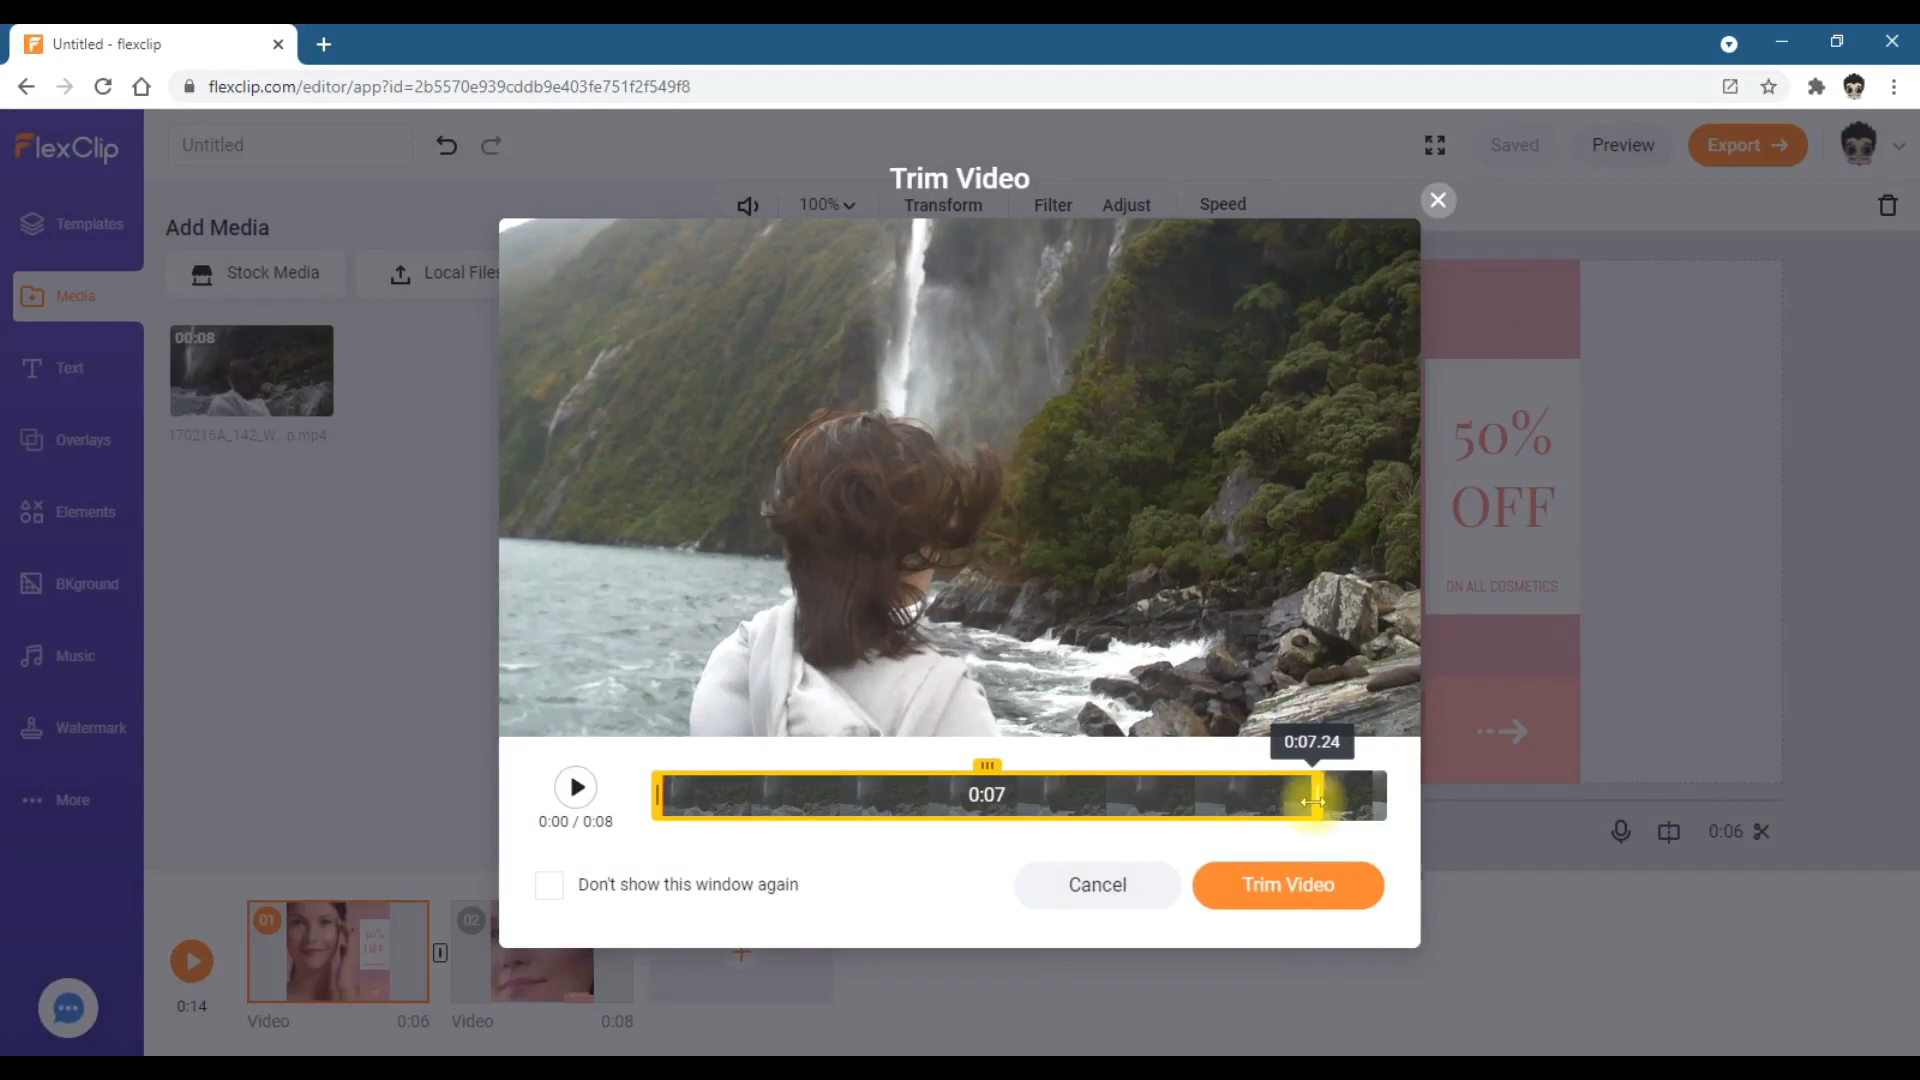 Untitled - flexclip
flexclip.com/editor/app?id=2b5570e939cddb9e403fe751f2f549f8
FlexClip
Untitled
Saved
Preview
Export
Trim Video
100%
Transform
Filter
Adjust
Speed
Templates
Media
Text
Overlays
Elements
BKground
Music
Watermark
More
Add Media
Stock Media
Local Files
00:08
170216A_142_W...p.mp4
50%
OFF
ON ALL COSMETICS
0:07.24
0:07
0:00 / 0:08
Don't show this window again
Cancel
Trim Video
0:06
0:14
01
50%
OFF
02
Video
0:06
Video
0:08